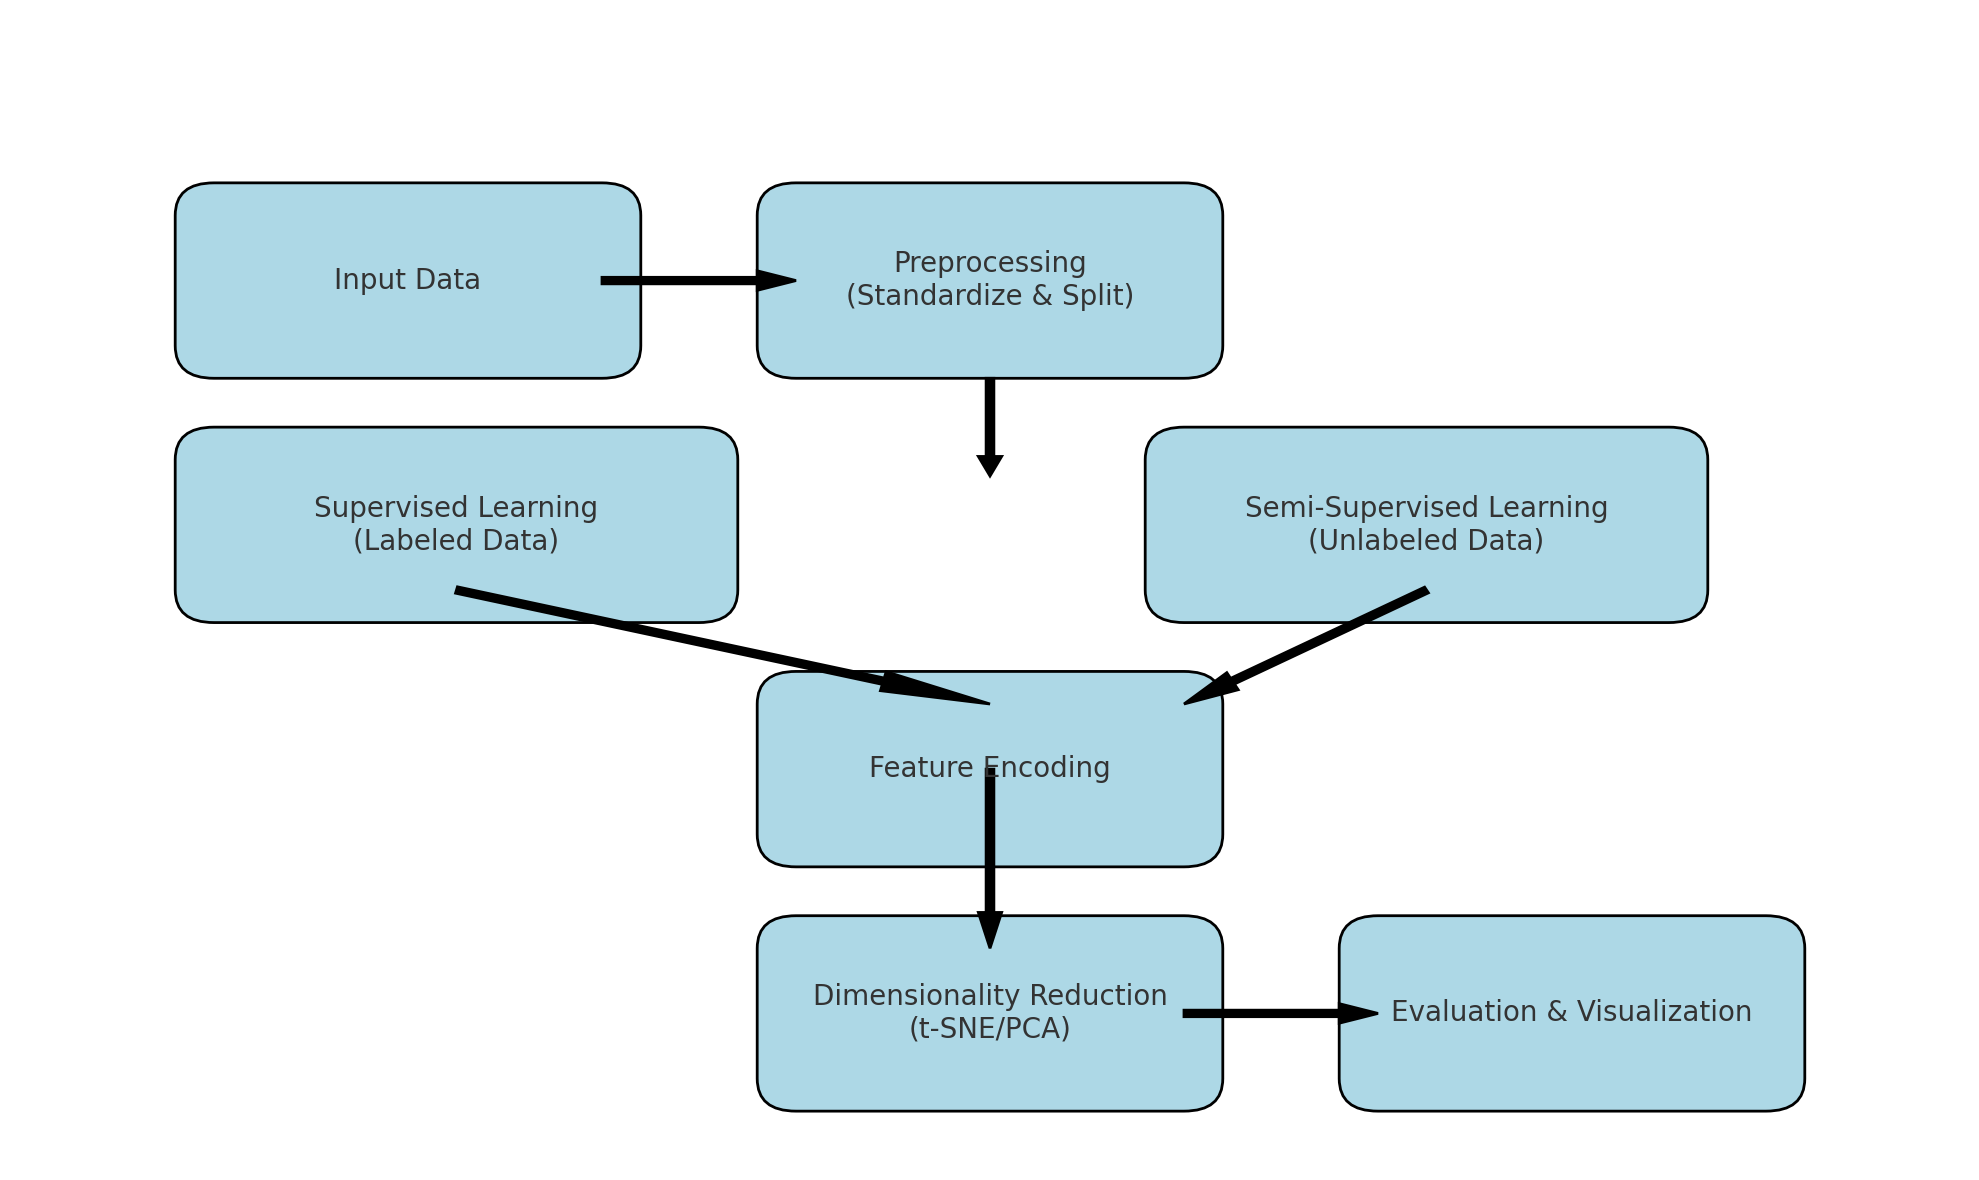 Input Data
Preprocessing
(Standardize & Split)
Supervised Learning
(Labeled Data)
Semi-Supervised Learning
(Unlabeled Data)
Feature Encoding
Dimensionality Reduction
(t-SNE/PCA)
Evaluation & Visualization